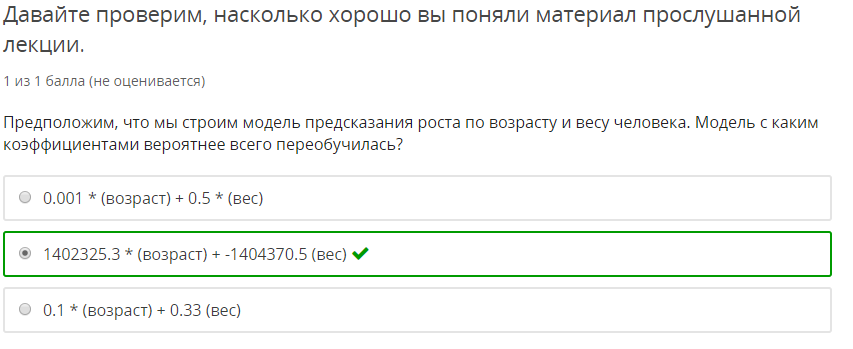 Давайте проверим, насколько хорошо вы поняли материал прослушанной
лекции.
1 из 1 балла (не оценивается)
Предположим, что мы строим модель предсказания роста по возрасту и весу человека. Модель с каким
коэффициентами вероятнее всего переобучилась?
0.001 * (возраст) + 0.5 * (вес)
1402325.3 * (возраст) + -1404370.5 (вес)
0.1 * (возраст) + 0.33 (вес)